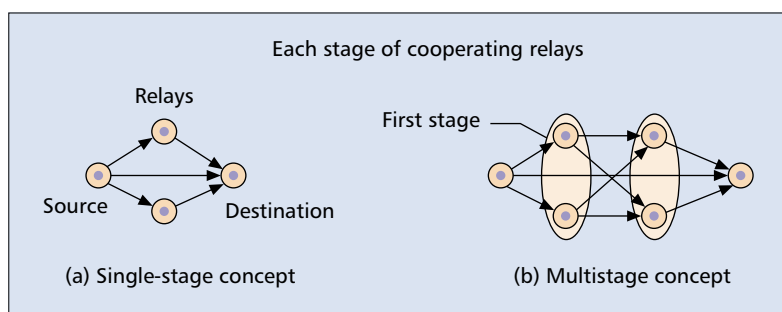 Each stage of cooperating relays
Relays
First stage
Source
Destination
(a) Single-stage concept
(b) Multistage concept